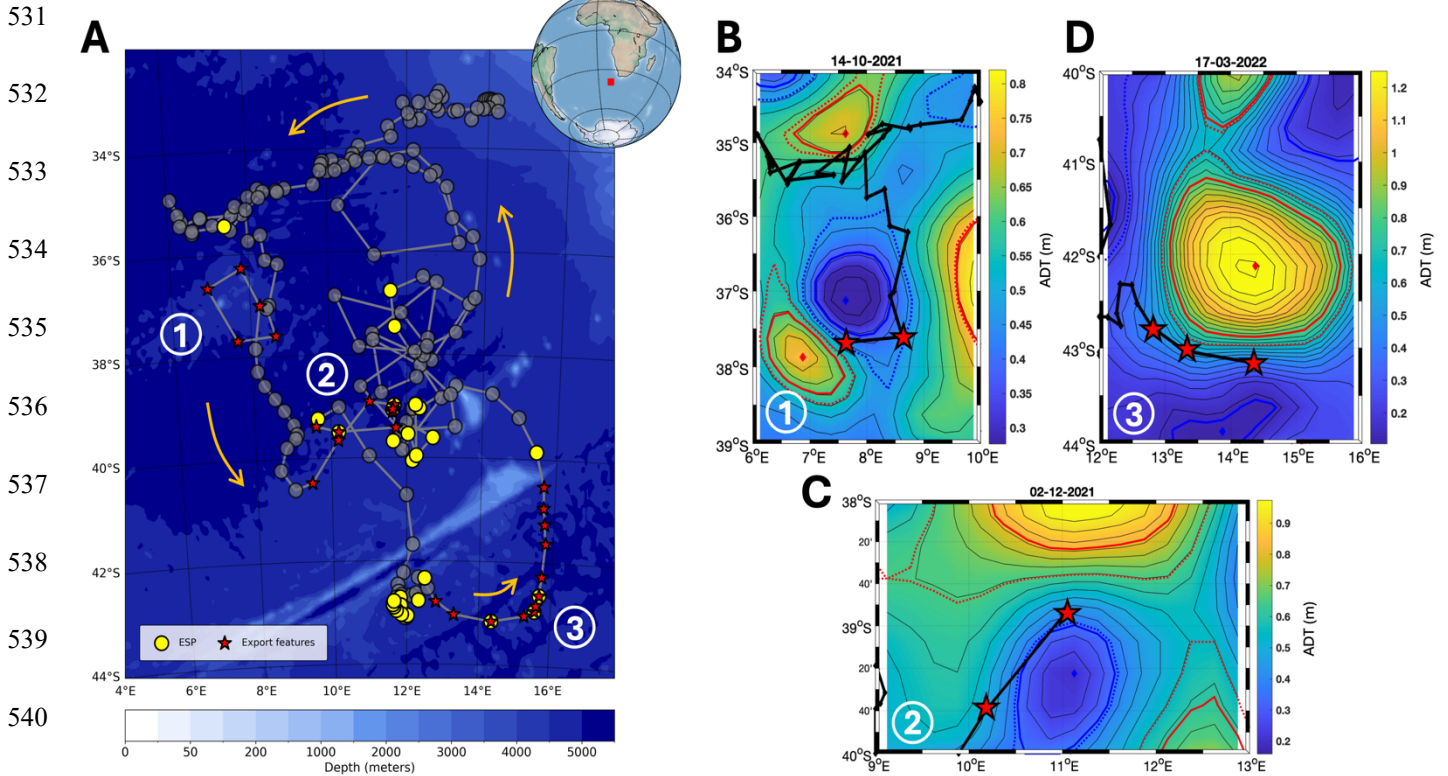 531
532
533
534
535
536
537
538
539
540
A
34°S
36°S
38°S
40°S
42°S
44°S
4°E 6°E 8°E 10°E 12°E 14°E 16°E
1
2
3
ESP Export features
0 50 200 1000 2000 3000 4000 5000
Depth (meters)
B
14-10-2021
34°S
35°S
36°S
37°S
38°S
39°S
6°E 7°E 8°E 9°E 10°E
1
0.8
0.75
0.7
0.65
0.6
0.55
0.5
0.45
0.4
0.35
0.3
ADT (m)
D
17-03-2022
40°S
41°S
42°S
43°S
44°S
12°E 13°E 14°E 15°E 16°E
3
1.2
1.1
1
0.9
0.8
0.7
0.6
0.5
0.4
0.3
0.2
ADT (m)
C
02-12-2021
38°S
20'
40'
39°S
20'
40'
40°S
9°E 10°E 11°E 12°E 13°E
2
0.9
0.8
0.7
0.6
0.5
0.4
0.3
0.2
ADT (m)